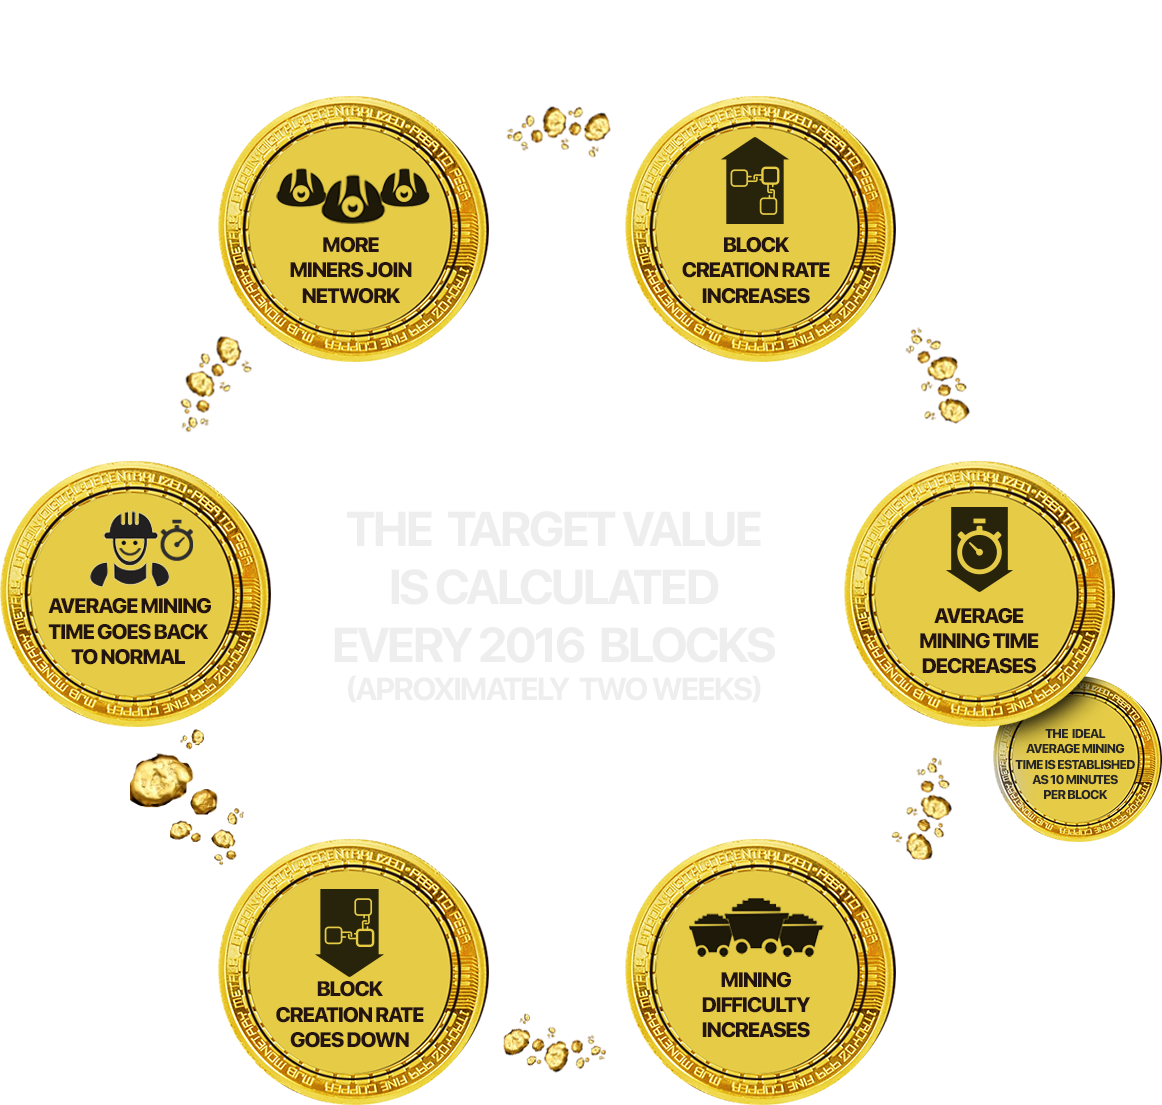 MORE
MINERS JOIN
NETWORK
BLOCK
CREATION RATE
INCREASES
AVERAGE
MINING TIME
DECREASES
THE IDEAL
AVERAGE MINING
TIME IS ESTABLISHED
AS 10 MINUTES
PER BLOCK
MINING
DIFFICULTY
INCREASES
BLOCK
CREATION RATE
GOES DOWN
AVERAGE MINING
TIME GOES BACK
TO NORMAL
THE TARGET VALUE
IS CALCULATED
EVERY 2016 BLOCKS
(APROXIMATELY TWO WEEKS)